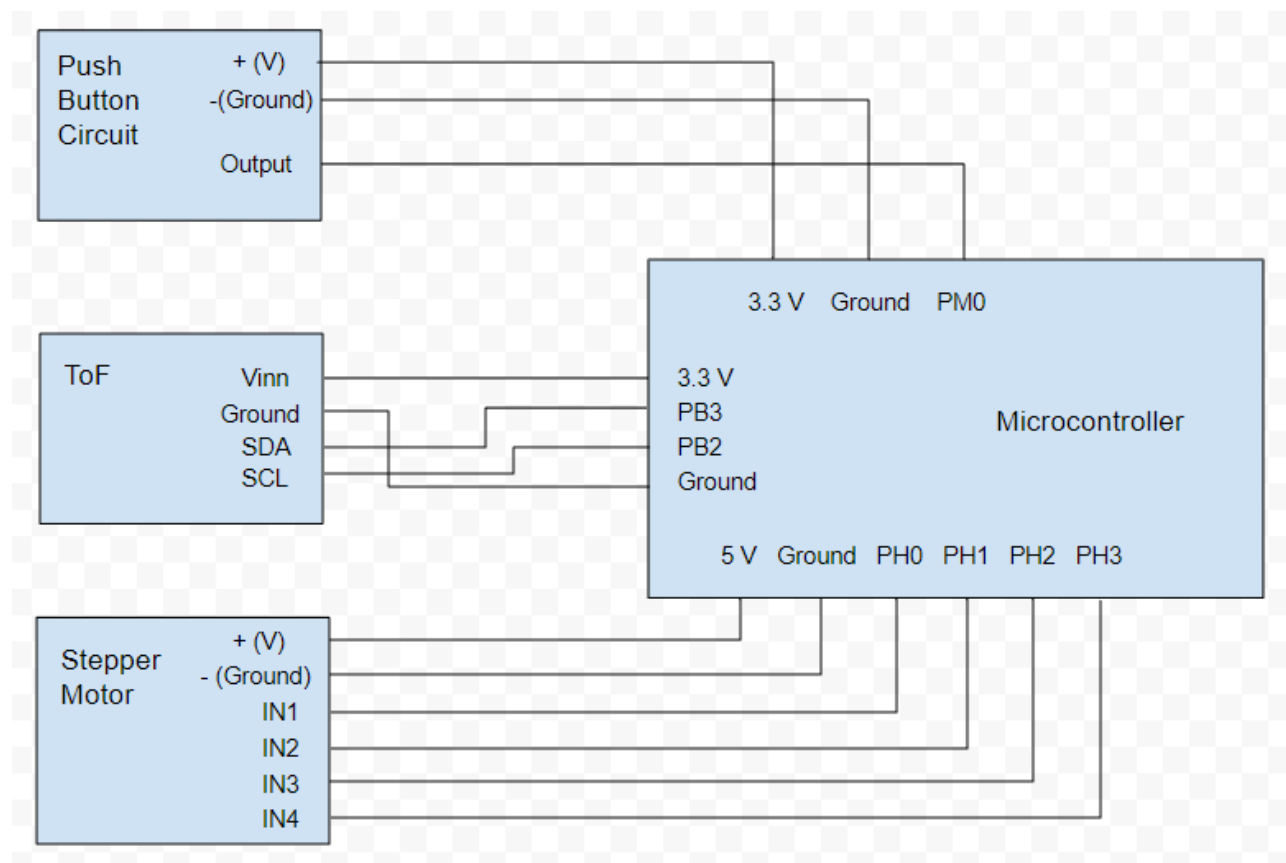 Push
Button
Circuit
+ (V)
-(Ground)
Output
3.3 V Ground PM0
ToF
Vinn
Ground
SDA
SCL
3.3 V
PB3
PB2
Ground
Microcontroller
5 V Ground PH0 PH1 PH2 PH3
Stepper
Motor
+ (V)
- (Ground)
IN1
IN2
IN3
IN4